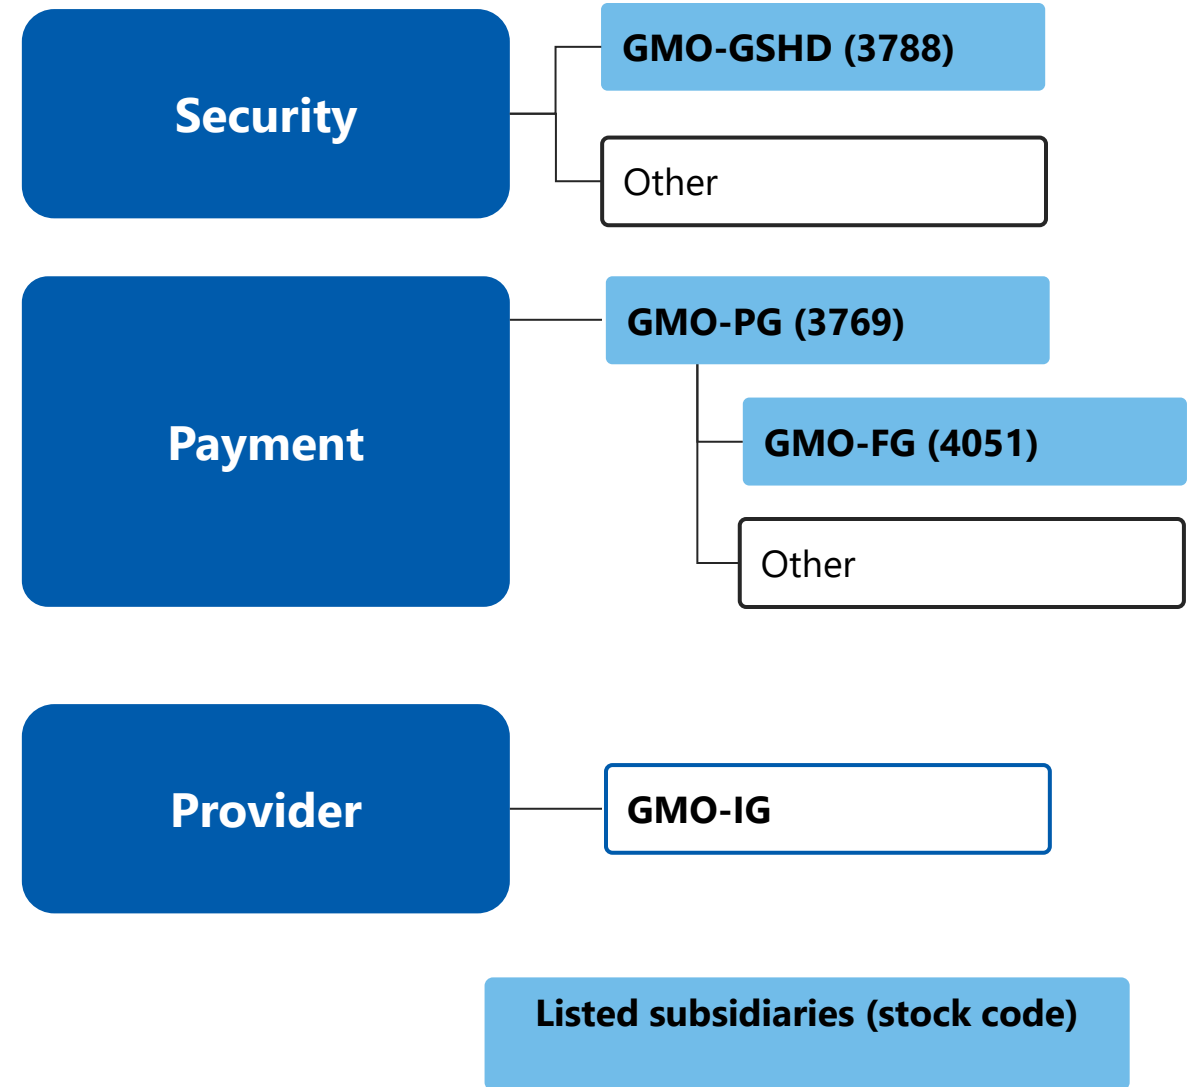 Security
GMO-GSHD (3788)
Other
Payment
GMO-PG (3769)
GMO-FG (4051)
Other
Provider
GMO-IG
Listed subsidiaries (stock code)